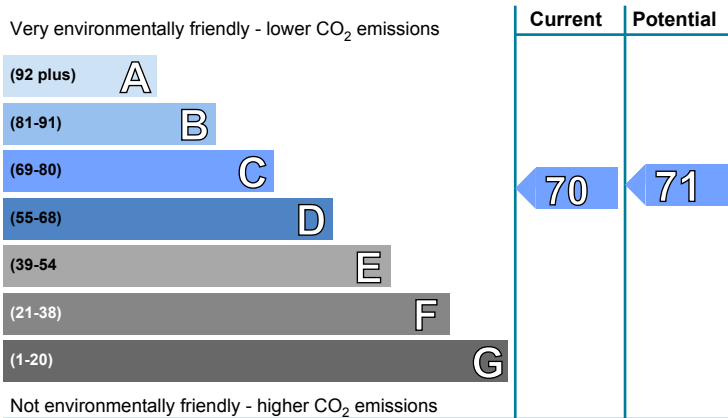 Very environmentally friendly - lower CO₂ emissions
Current
Potential
(92 plus) A
(81-91) B
(69-80) C
(55-68) D
(39-54 E
(21-38) F
(1-20) G
70
71
Not environmentally friendly - higher CO₂ emissions